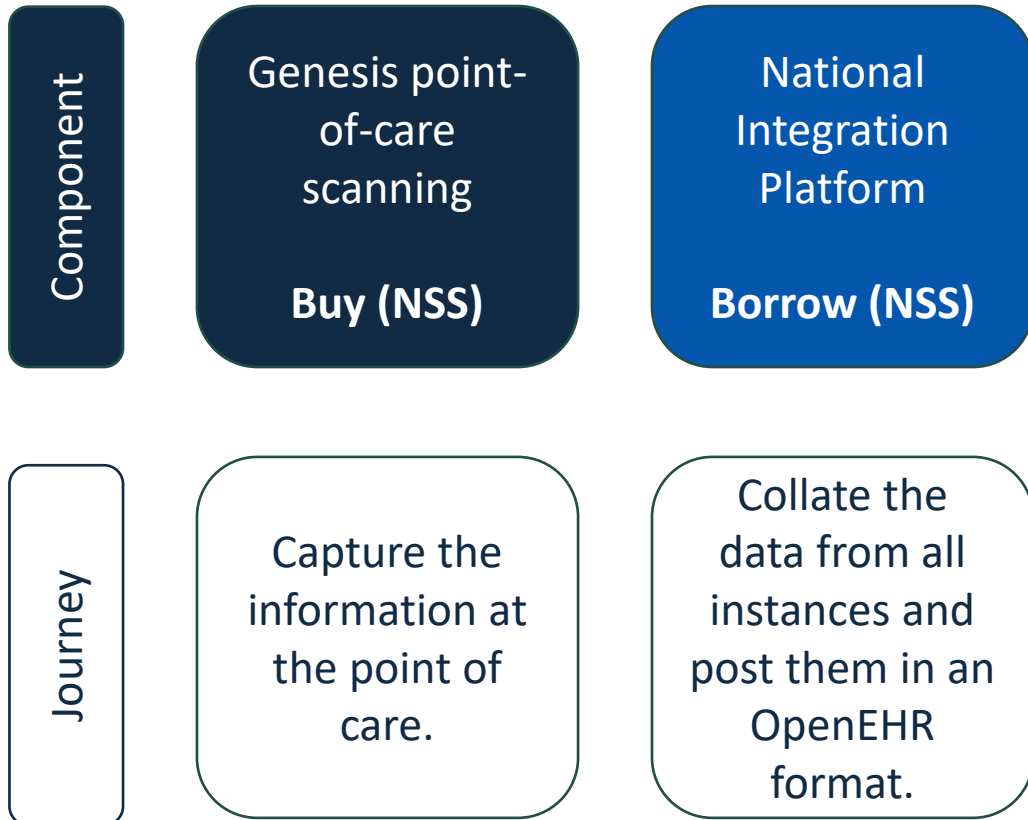 Component
Genesis point-
of-care
scanning
Buy (NSS)
National
Integration
Platform
Borrow (NSS)
Journey
Capture the
information at
the point of
care.
Collate the
data from all
instances and
post them in an
OpenEHR
format.